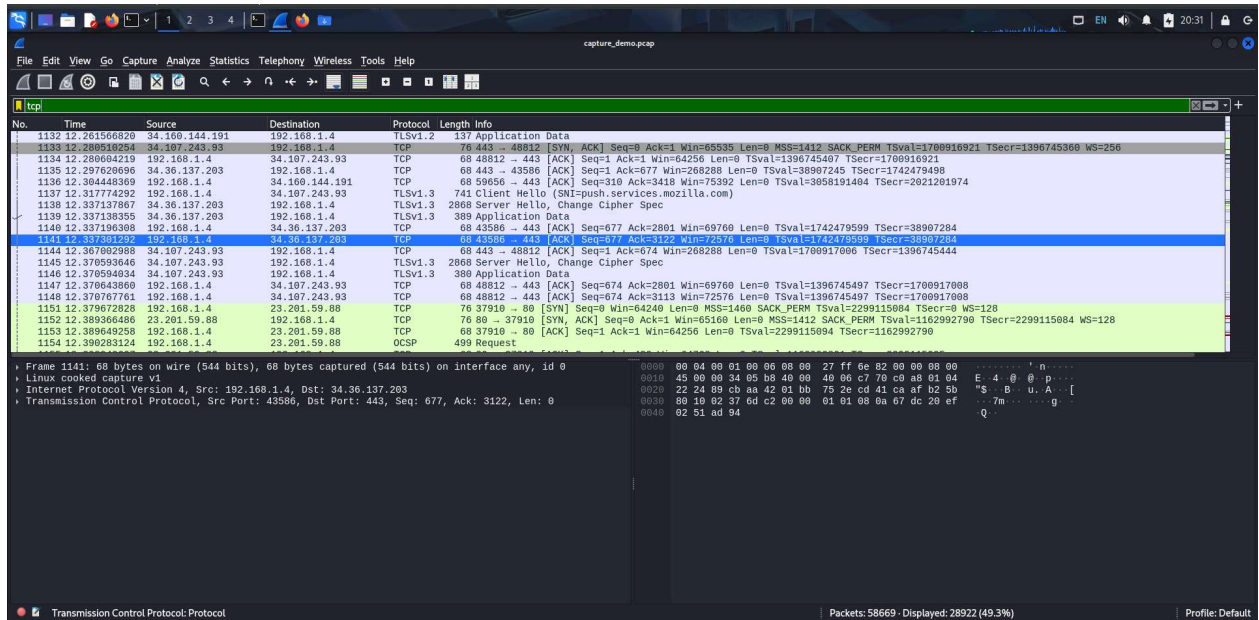 1 2 3 4 EN 20:31
capture_demo.pcap
File Edit View Go Capture Analyze Statistics Telephony Wireless Tools Help
tcp
No. Time Source Destination Protocol Length Info
1132 12.261566820 34.160.144.191 192.168.1.4 TLSv1.2 137 Application Data
1133 12.280510254 34.107.243.93 192.168.1.4 TCP 76 443 → 48812 [SYN, ACK] Seq=0 Ack=1 Win=65535 Len=0 MSS=1412 SACK_PERM TSval=1700916921 TSecr=1396745360 WS=256
1134 12.280604219 192.168.1.4 34.107.243.93 TCP 68 48812 → 443 [ACK] Seq=1 Ack=1 Win=64256 Len=0 TSval=1396745407 TSecr=1700916921
1135 12.297620696 34.36.137.203 192.168.1.4 TCP 68 443 → 43586 [ACK] Seq=1 Ack=677 Win=268288 Len=0 TSval=38907245 TSecr=1742479498
1136 12.304448369 192.168.1.4 34.160.144.191 TCP 68 59656 → 443 [ACK] Seq=310 Ack=3418 Win=75392 Len=0 TSval=3058191404 TSecr=2021201974
1137 12.317774292 192.168.1.4 34.107.243.93 TLSv1.3 741 Client Hello (SNI=push.services.mozilla.com)
1138 12.337137867 34.36.137.203 192.168.1.4 TLSv1.3 2868 Server Hello, Change Cipher Spec
1139 12.337138355 34.36.137.203 192.168.1.4 TLSv1.3 389 Application Data
1140 12.337196308 192.168.1.4 34.36.137.203 TCP 68 43586 → 443 [ACK] Seq=677 Ack=2801 Win=69760 Len=0 TSval=1742479599 TSecr=38907284
1141 12.337301292 192.168.1.4 34.36.137.203 TCP 68 43586 → 443 [ACK] Seq=677 Ack=3122 Win=72576 Len=0 TSval=1742479599 TSecr=38907284
1144 12.367002988 34.107.243.93 192.168.1.4 TCP 68 443 → 48812 [ACK] Seq=1 Ack=674 Win=268288 Len=0 TSval=1700917006 TSecr=1396745444
1145 12.370593646 34.107.243.93 192.168.1.4 TLSv1.3 2868 Server Hello, Change Cipher Spec
1146 12.370594034 34.107.243.93 192.168.1.4 TLSv1.3 380 Application Data
1147 12.370643860 192.168.1.4 34.107.243.93 TCP 68 48812 → 443 [ACK] Seq=674 Ack=2801 Win=69760 Len=0 TSval=1396745497 TSecr=1700917008
1148 12.370767761 192.168.1.4 34.107.243.93 TCP 68 48812 → 443 [ACK] Seq=674 Ack=3113 Win=72576 Len=0 TSval=1396745497 TSecr=1700917008
1151 12.379672828 192.168.1.4 23.201.59.88 TCP 76 37910 → 80 [SYN] Seq=0 Win=64240 Len=0 MSS=1460 SACK_PERM TSval=2299115084 TSecr=0 WS=128
1152 12.389366486 23.201.59.88 192.168.1.4 TCP 76 80 → 37910 [SYN, ACK] Seq=0 Ack=1 Win=65160 Len=0 MSS=1412 SACK_PERM TSval=1162992790 TSecr=2299115084 WS=128
1153 12.389649258 192.168.1.4 23.201.59.88 TCP 68 37910 → 80 [ACK] Seq=1 Ack=1 Win=64256 Len=0 TSval=2299115094 TSecr=1162992790
1154 12.390283124 192.168.1.4 23.201.59.88 OCSP 499 Request
Frame 1141: 68 bytes on wire (544 bits), 68 bytes captured (544 bits) on interface any, id 0
Linux cooked capture v1
Internet Protocol Version 4, Src: 192.168.1.4, Dst: 34.36.137.203
Transmission Control Protocol, Src Port: 43586, Dst Port: 443, Seq: 677, Ack: 3122, Len: 0
0000 00 04 00 01 00 06 08 00 27 ff 6e 82 00 00 08 00 ········ '·n·····
0010 45 00 00 34 05 b8 40 00 40 06 c7 70 c0 a8 01 04 E··4··@· @··p····
0020 22 24 89 cb aa 42 01 bb 75 2e cd 41 ca af b2 5b "$···B·· u.·A···[
0030 80 10 02 37 6d c2 00 00 01 01 08 0a 67 dc 20 ef ···7m··· ····g· ·
0040 02 51 ad 94 ·Q··
Transmission Control Protocol: Protocol Packets: 58669 · Displayed: 28922 (49.3%) Profile: Default